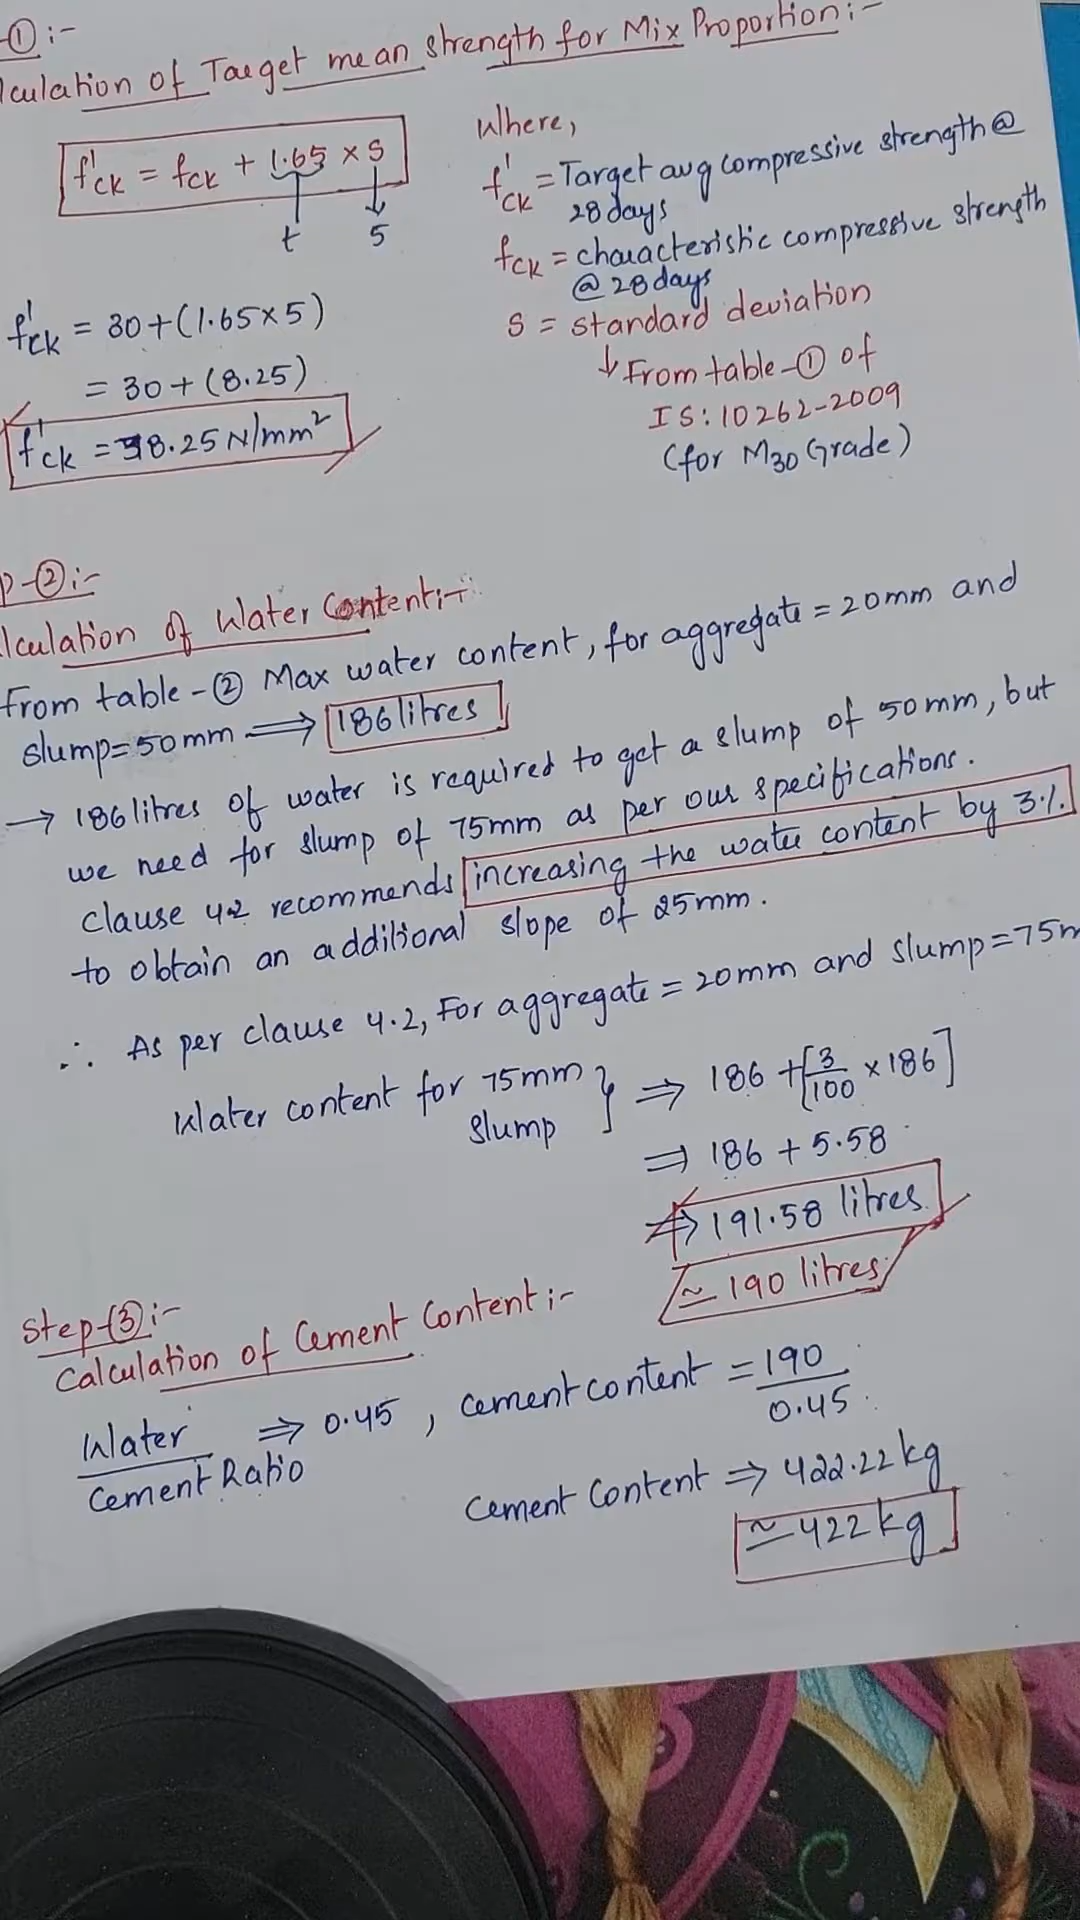 ①:-
lculation of Target mean strength for Mix Proportion:-
f'ck = fck + 1.65 × S
t S
Where,
f'ck = Target avg compressive strength @
28 days
fck = characteristic compressive strength
@ 28 days
S = standard deviation
↓ From table-① of
IS:10262-2009
(for M30 Grade)
f'ck = 30+(1.65×5)
= 30+(8.25)
f'ck = 38.25 N/mm²
p-②:-
lculation of Water Content:-
From table-② Max water content, for aggregate = 20mm and
slump=50mm ⟹ 186 litres
→ 186 litres of water is required to get a slump of 50mm, but
we need for slump of 75mm as per our specifications.
Clause 42 recommends increasing the water content by 3%.
to obtain an additional slope of 25mm.
∴ As per clause 4.2, For aggregate = 20mm and slump=75m
Water content for 75mm } ⇒ 186 + [3/100 × 186]
slump
⇒ 186 + 5.58
⇒ 191.58 litres
≃ 190 litres
Step-(3):-
Calculation of Cement Content:-
Water/Cement Ratio ⇒ 0.45, cement content = 190/0.45
Cement Content ⇒ 422.22 kg
≃ 422 kg